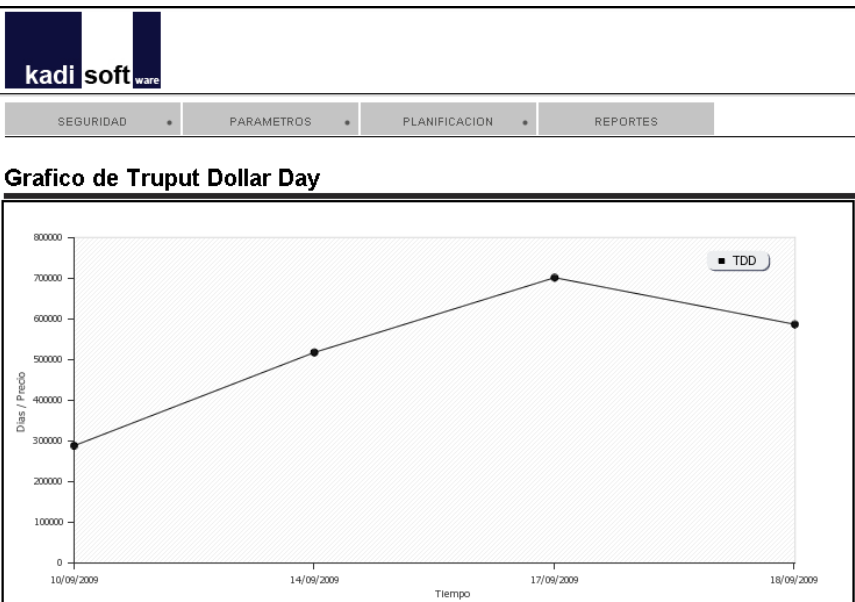 kadi soft ware
SEGURIDAD PARAMETROS PLANIFICACION REPORTES
Grafico de Truput Dollar Day
800000
700000
600000
500000
400000
300000
200000
100000
0
Dias / Precio
TDD
10/09/2009 14/09/2009 17/09/2009 18/09/2009
Tiempo